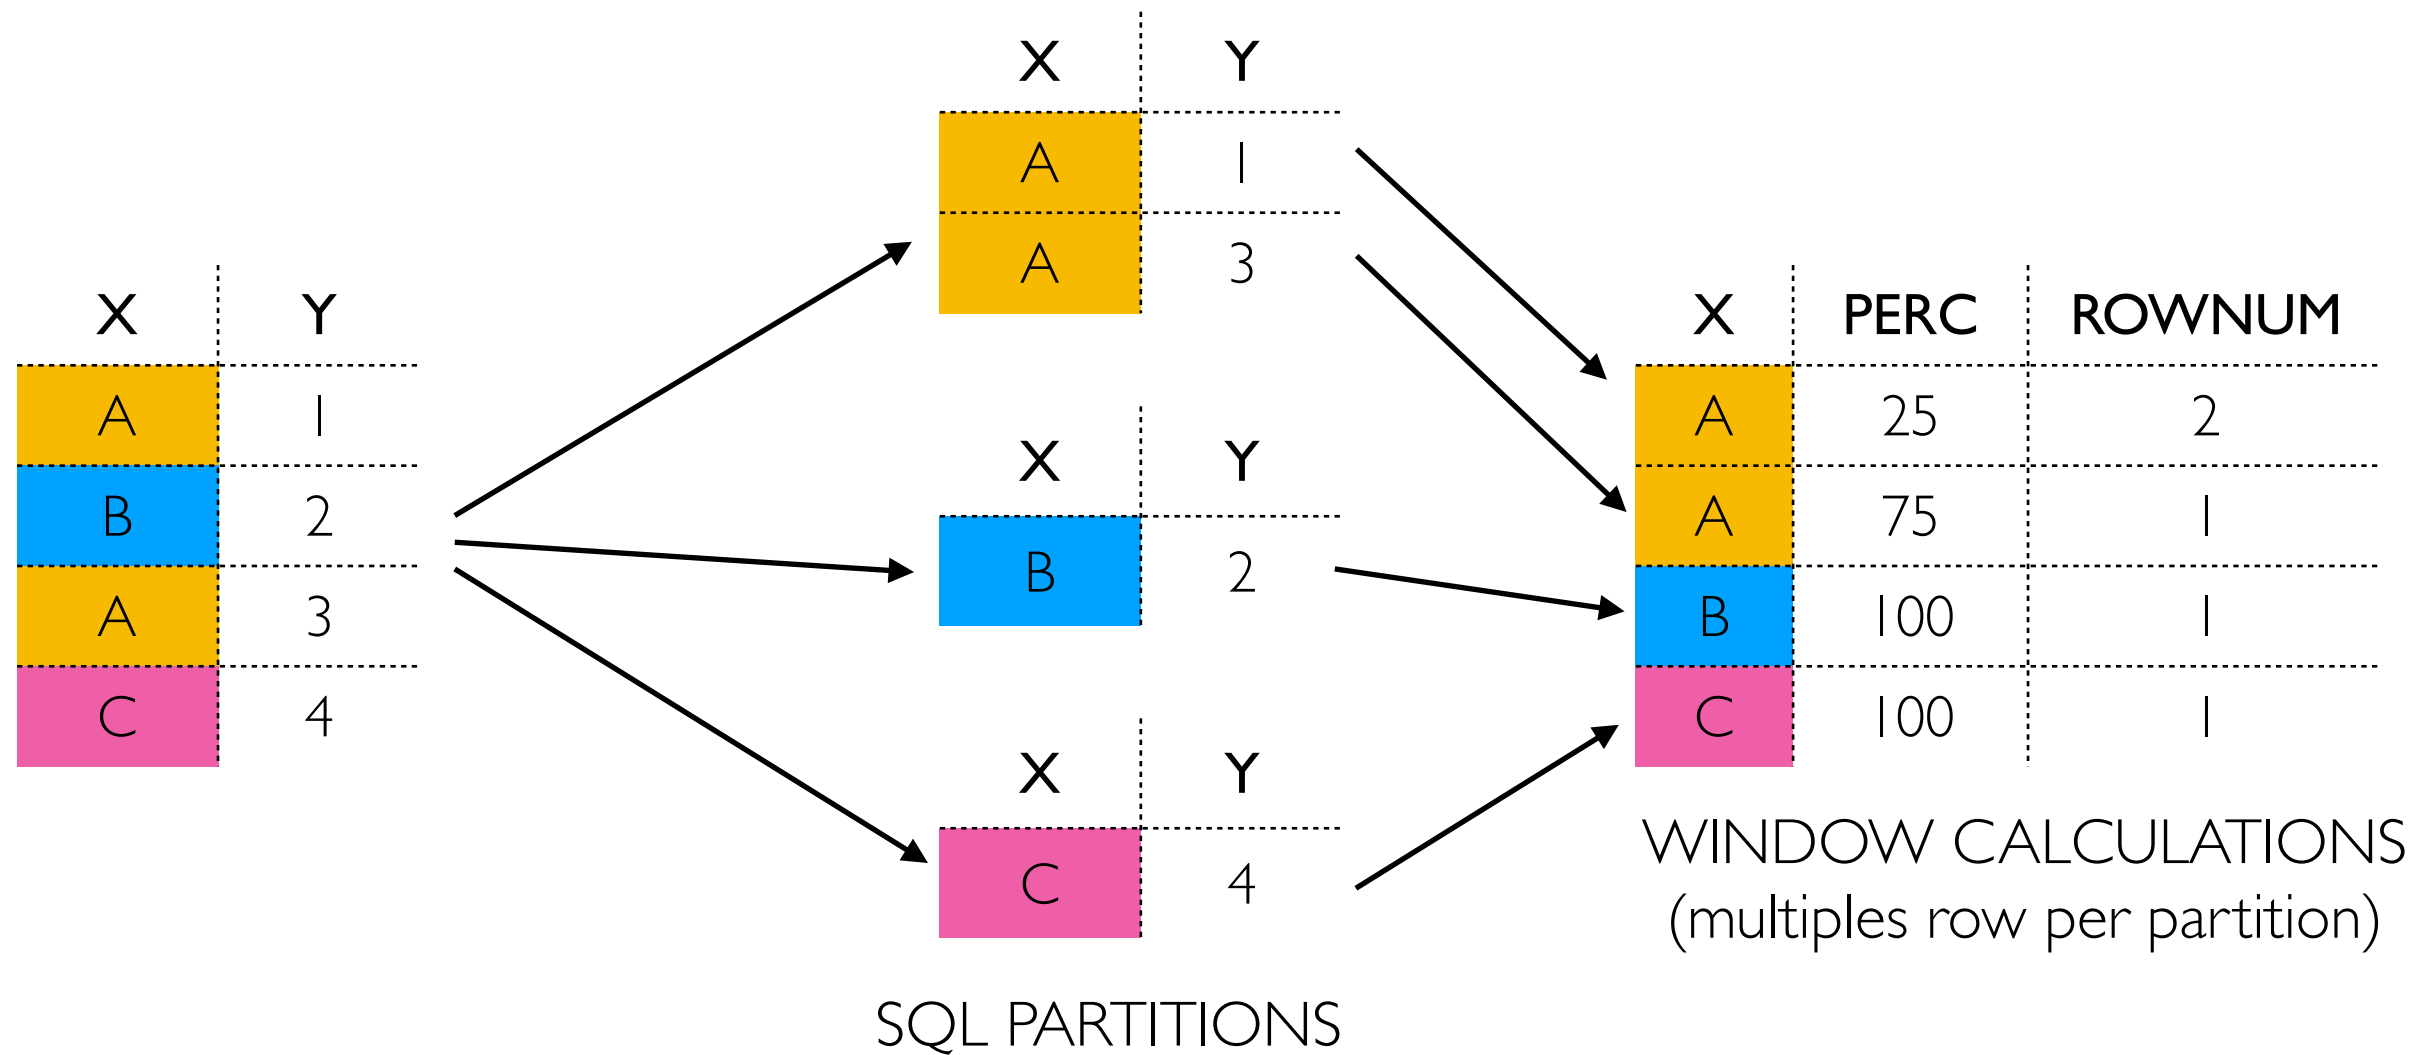 X Y
A 1
B 2
A 3
C 4
X Y
A 1
A 3
X Y
B 2
X Y
C 4
SQL PARTITIONS
X PERC ROWNUM
A 25 2
A 75 1
B 100 1
C 100 1
WINDOW CALCULATIONS
(multiples row per partition)